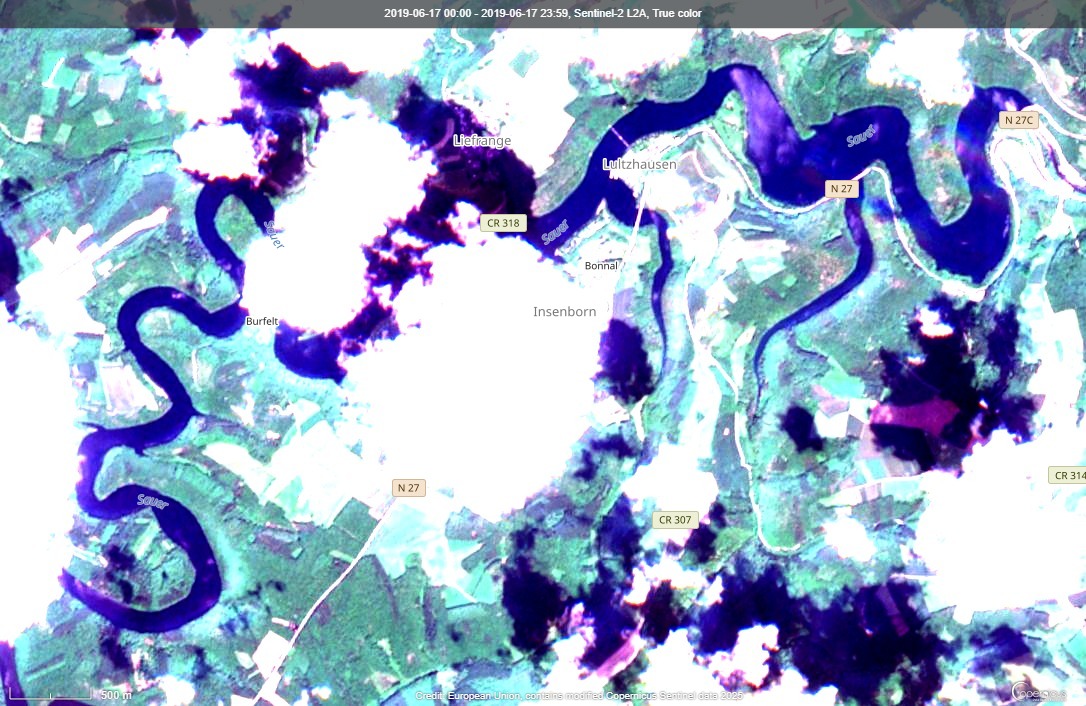 2019-06-17 00:00 - 2019-06-17 23:59, Sentinel-2 L2A, True color
N 27C
Sauer
Liefrange
Lultzhausen
N 27
CR 318
Sauer
Sauer
Bonnal
Insenborn
Burfelt
CR 314
N 27
Sauer
CR 307
500 m
Credit: European Union, contains modified Copernicus Sentinel data 2025
Copernicus